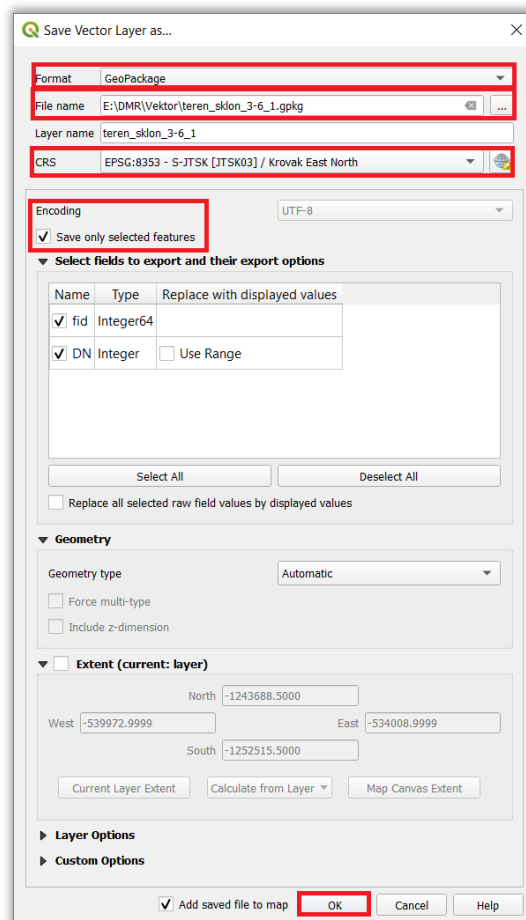 Save Vector Layer as...
Format GeoPackage
File name E:\DMR\Vektor\teren_sklon_3-6_1.gpkg ...
Layer name teren_sklon_3-6_1
CRS EPSG:8353 - S-JTSK [JTSK03] / Krovak East North
Encoding UTF-8
Save only selected features
Select fields to export and their export options
Name Type Replace with displayed values
fid Integer64
DN Integer Use Range
Select All Deselect All
Replace all selected raw field values by displayed values
Geometry
Geometry type Automatic
Force multi-type
Include z-dimension
Extent (current: layer)
North -1243688.5000
West -539972.9999 East -534008.9999
South -1252515.5000
Current Layer Extent Calculate from Layer Map Canvas Extent
Layer Options
Custom Options
Add saved file to map OK Cancel Help